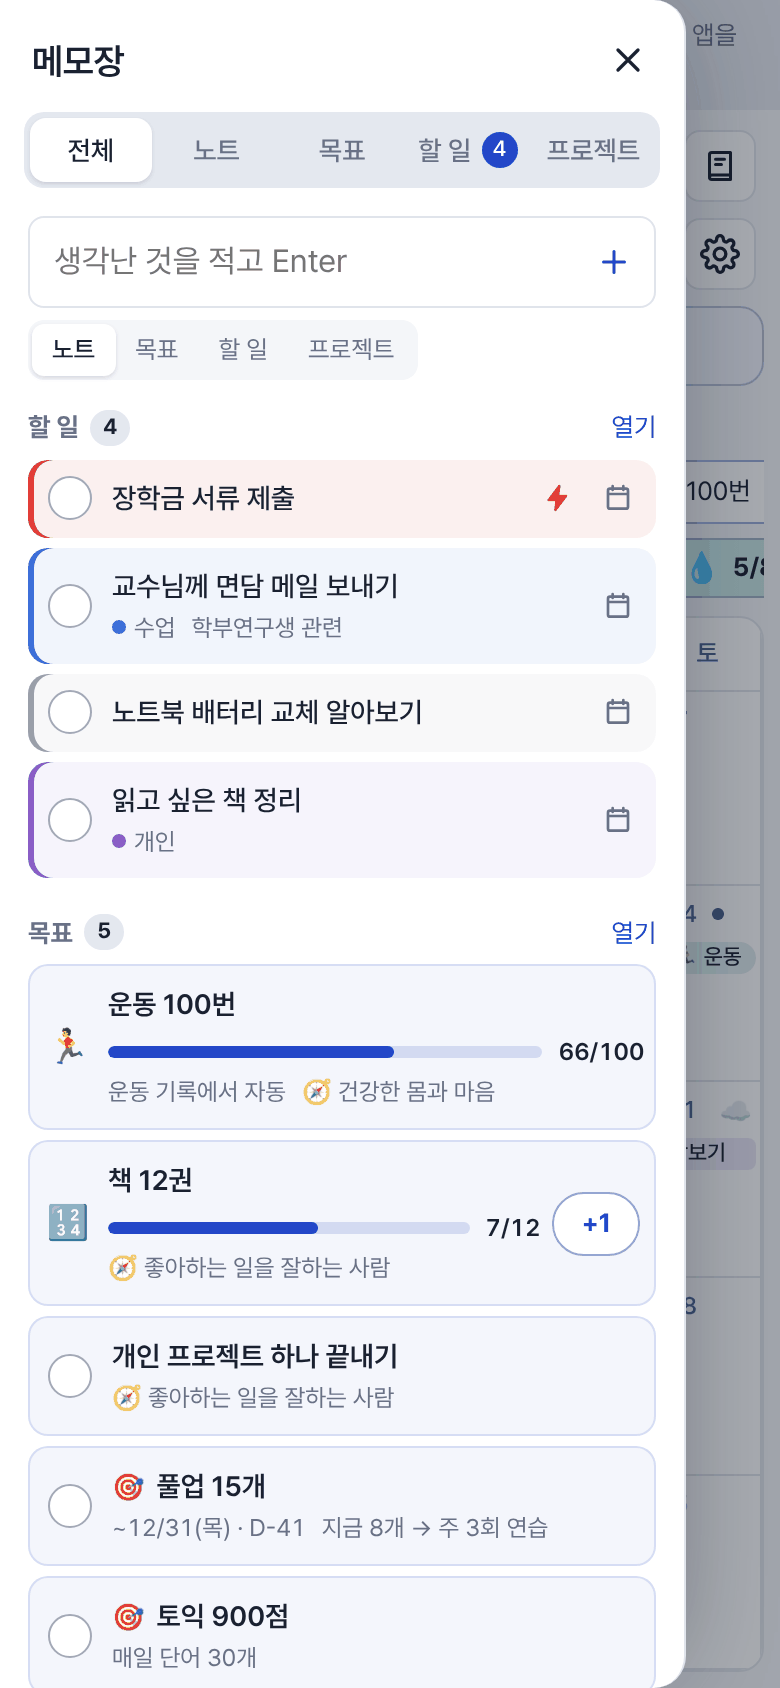 메모장
앱을
전체 노트 목표 할 일 4 프로젝트
생각난 것을 적고 Enter
노트 목표 할 일 프로젝트
할 일 4 열기
장학금 서류 제출
100번
교수님께 면담 메일 보내기
5/8
수업 학부연구생 관련
토
노트북 배터리 교체 알아보기
읽고 싶은 책 정리
개인
목표 5 열기
4
운동
운동 100번
66/100
운동 기록에서 자동 건강한 몸과 마음
1
보기
책 12권
1 2 3 4
7/12 +1
좋아하는 일을 잘하는 사람
8
개인 프로젝트 하나 끝내기
좋아하는 일을 잘하는 사람
풀업 15개
~12/31(목) · D-41 지금 8개 → 주 3회 연습
토익 900점
매일 단어 30개